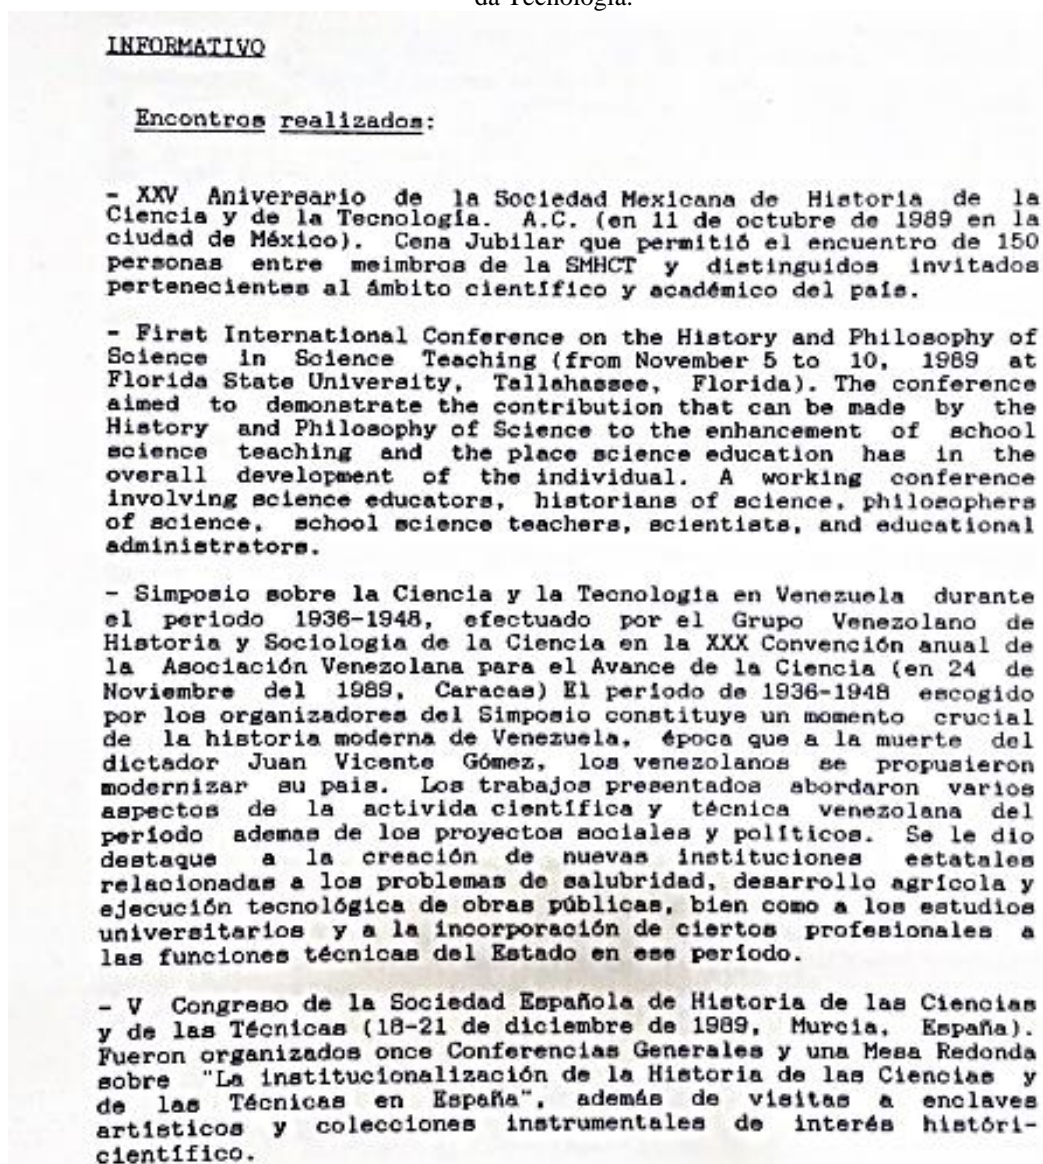 da Tecnologia.
INFORMATIVO
Encontros realizados:
- XXV Aniversario de la Sociedad Mexicana de Historia de la
Ciencia y de la Tecnología. A.C. (en 11 de octubre de 1989 en la
ciudad de México). Cena Jubilar que permitió el encuentro de 150
personas entre meimbros de la SMHCT y distinguidos invitados
pertenecientes al ámbito científico y académico del país.
- First International Conference on the History and Philosophy of
Science in Science Teaching (from November 5 to 10, 1989 at
Florida State University, Tallahassee, Florida). The conference
aimed to demonstrate the contribution that can be made by the
History and Philosophy of Science to the enhancement of school
science teaching and the place science education has in the
overall development of the individual. A working conference
involving science educators, historians of science, philosophers
of science, school science teachers, scientists, and educational
administrators.
- Simposio sobre la Ciencia y la Tecnología en Venezuela durante
el período 1936-1948, efectuado por el Grupo Venezolano de
Historia y Sociología de la Ciencia en la XXX Convención anual de
la Asociación Venezolana para el Avance de la Ciencia (en 24 de
Noviembre del 1989, Caracas) El período de 1936-1948 escogido
por los organizadores del Simposio constituye un momento crucial
de la historia moderna de Venezuela, época que a la muerte del
dictador Juan Vicente Gómez, los venezolanos se propusieron
modernizar su país. Los trabajos presentados abordaron varios
aspectos de la activida científica y técnica venezolana del
período ademas de los proyectos sociales y políticos. Se le dio
destaque a la creación de nuevas instituciones estatales
relacionadas a los problemas de salubridad, desarrollo agrícola y
ejecución tecnológica de obras públicas, bien como a los estudios
universitarios y a la incorporación de ciertos profesionales a
las funciones técnicas del Estado en ese período.
- V Congreso de la Sociedad Española de Historia de las Ciencias
y de las Técnicas (18-21 de diciembre de 1989, Murcia, España).
Fueron organizados once Conferencias Generales y una Mesa Redonda
sobre "La institucionalización de la Historia de las Ciencias y
de las Técnicas en España", además de visitas a enclaves
artísticos y colecciones instrumentales de interés históri-
científico.